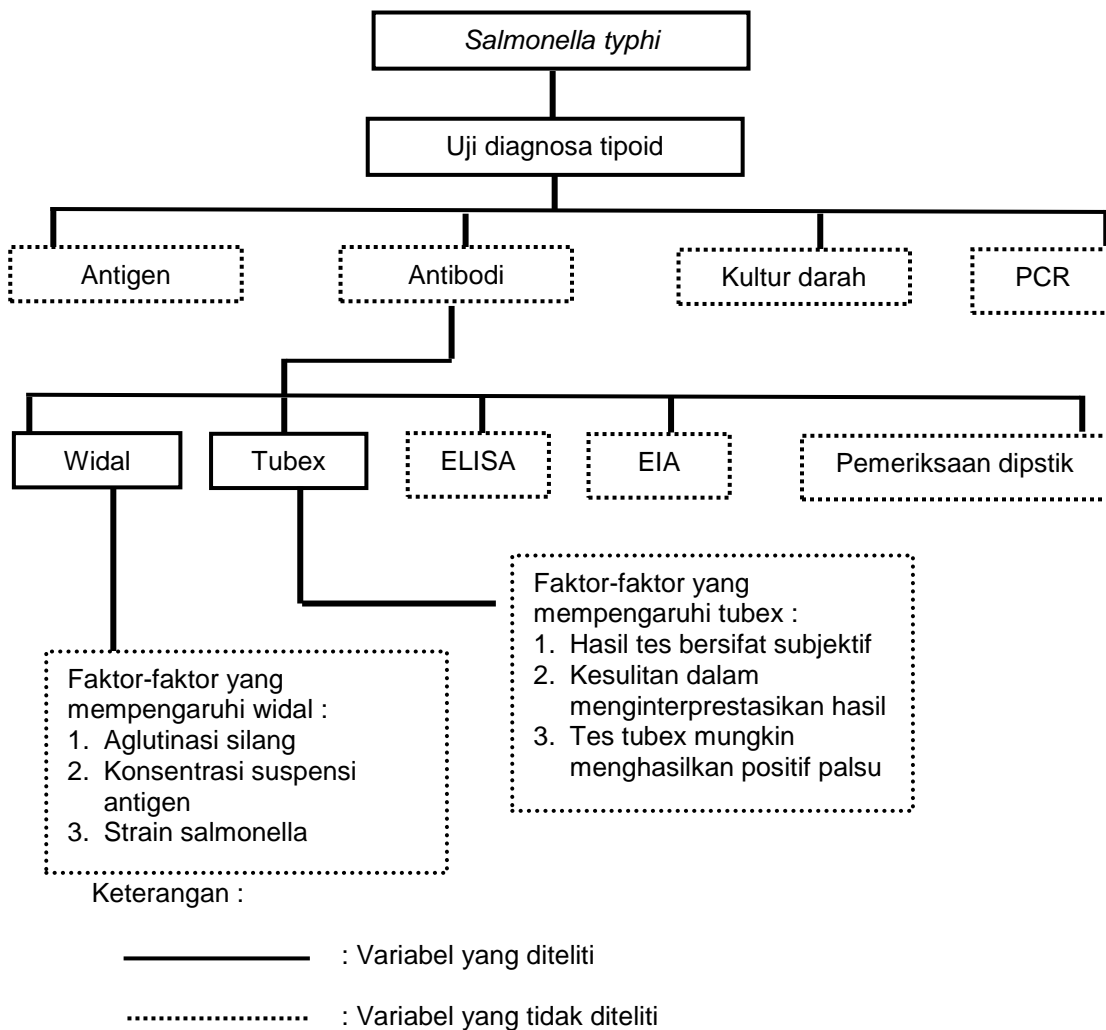 Salmonella typhi
Uji diagnosa tipoid
Antigen
Antibodi
Kultur darah
PCR
Widal
Tubex
ELISA
EIA
Pemeriksaan dipstik
Faktor-faktor yang
mempengaruhi tubex :
1. Hasil tes bersifat subjektif
2. Kesulitan dalam
menginterprestasikan hasil
3. Tes tubex mungkin
menghasilkan positif palsu
Faktor-faktor yang
mempengaruhi widal :
1. Aglutinasi silang
2. Konsentrasi suspensi
antigen
3. Strain salmonella
Keterangan :
: Variabel yang diteliti
: Variabel yang tidak diteliti